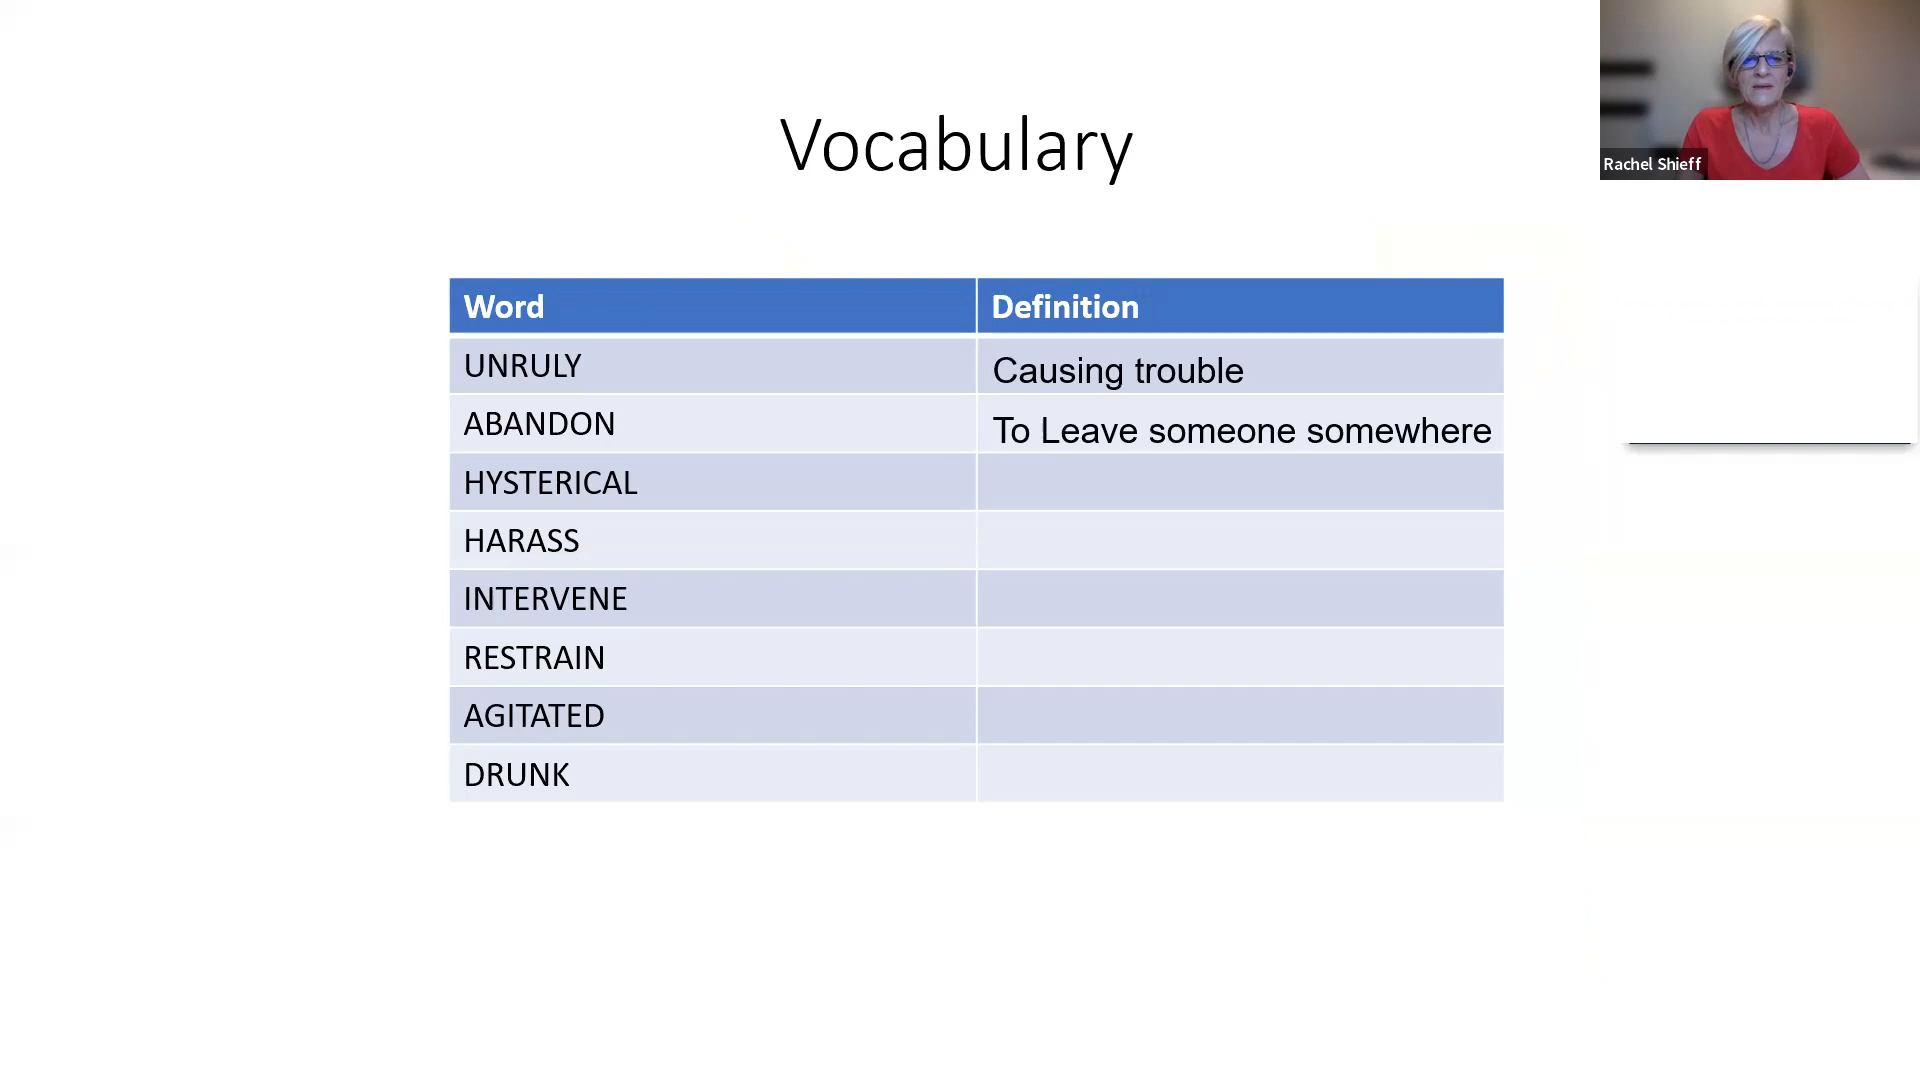 Vocabulary
Rachel Shieff
Word Definition
UNRULY Causing trouble
ABANDON To Leave someone somewhere
HYSTERICAL
HARASS
INTERVENE
RESTRAIN
AGITATED
DRUNK